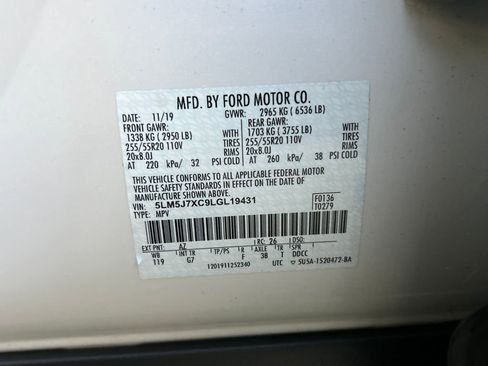 MFD. BY FORD MOTOR CO.
DATE: 11/19 GVWR: 2965 KG ( 6536 LB)
FRONT GAWR: REAR GAWR:
1338 KG ( 2950 LB) WITH 1703 KG ( 3755 LB) WITH
255/55R20 110V TIRES 255/55R20 110V TIRES
20x8.0J RIMS 20x8.0J RIMS
AT 220 kPa/ 32 PSI COLD AT 260 kPa/ 38 PSI COLD
THIS VEHICLE CONFORMS TO ALL APPLICABLE FEDERAL MOTOR
VEHICLE SAFETY AND THEFT PREVENTION STANDARDS IN EFFECT ON THE DATE OF
MANUFACTURE SHOWN ABOVE.
VIN: 5LM5J7XC9LGL19431 F0136
TYPE: MPV T0279
EXT PNT: AZ RC: 26 DSO:
WB INT TR TP/PS R AXLE TR SPR
119 G7 F 3B T DDCC
1201911252340 UTC 5U5A-1520472-BA